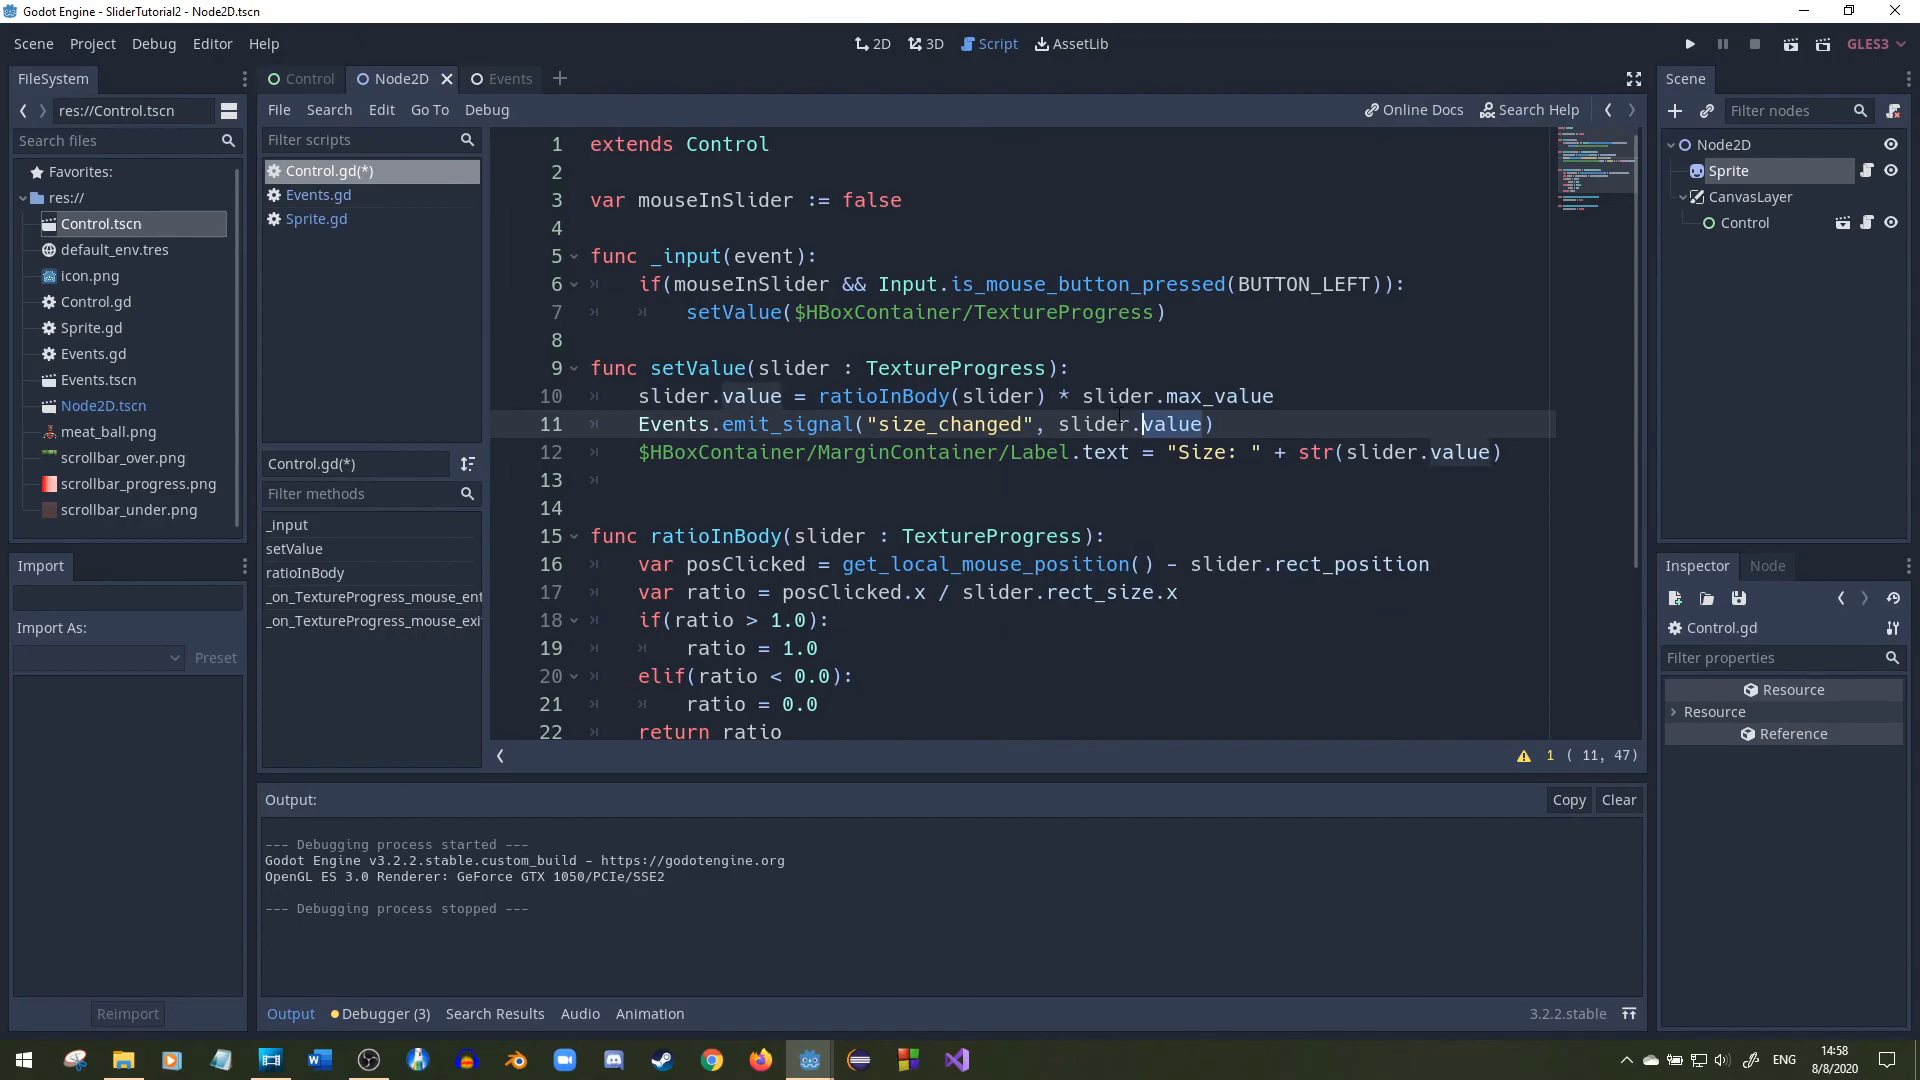 Godot Engine - SliderTutorial2 - Node2D.tscn
Scene Project Debug Editor Help
2D 3D Script AssetLib
GLES3
FileSystem
res://Control.tscn
Search files
Favorites:
res://
Control.tscn
default_env.tres
icon.png
Control.gd
Sprite.gd
Events.gd
Events.tscn
Node2D.tscn
meat_ball.png
scrollbar_over.png
scrollbar_progress.png
scrollbar_under.png
Import
Import As:
Preset
Reimport
Control Node2D Events
File Search Edit Go To Debug
Online Docs Search Help
Filter scripts
Control.gd(*)
Events.gd
Sprite.gd
Control.gd(*)
Filter methods
_input
setValue
ratioInBody
_on_TextureProgress_mouse_ent
_on_TextureProgress_mouse_exi
1 extends Control
2
3 var mouseInSlider := false
4
5 func _input(event):
6 if(mouseInSlider && Input.is_mouse_button_pressed(BUTTON_LEFT)):
7 setValue($HBoxContainer/TextureProgress)
8
9 func setValue(slider : TextureProgress):
10 slider.value = ratioInBody(slider) * slider.max_value
11 Events.emit_signal("size_changed", slider.value)
12 $HBoxContainer/MarginContainer/Label.text = "Size: " + str(slider.value)
13
14
15 func ratioInBody(slider : TextureProgress):
16 var posClicked = get_local_mouse_position() - slider.rect_position
17 var ratio = posClicked.x / slider.rect_size.x
18 if(ratio > 1.0):
19 ratio = 1.0
20 elif(ratio < 0.0):
21 ratio = 0.0
22 return ratio
1 ( 11, 47)
Output:
Copy Clear
--- Debugging process started ---
Godot Engine v3.2.2.stable.custom_build - https://godotengine.org
OpenGL ES 3.0 Renderer: GeForce GTX 1050/PCIe/SSE2
--- Debugging process stopped ---
Output Debugger (3) Search Results Audio Animation
3.2.2.stable
Scene
Filter nodes
Node2D
Sprite
CanvasLayer
Control
Inspector Node
Control.gd
Filter properties
Resource
Resource
Reference
ENG
14:58
8/8/2020